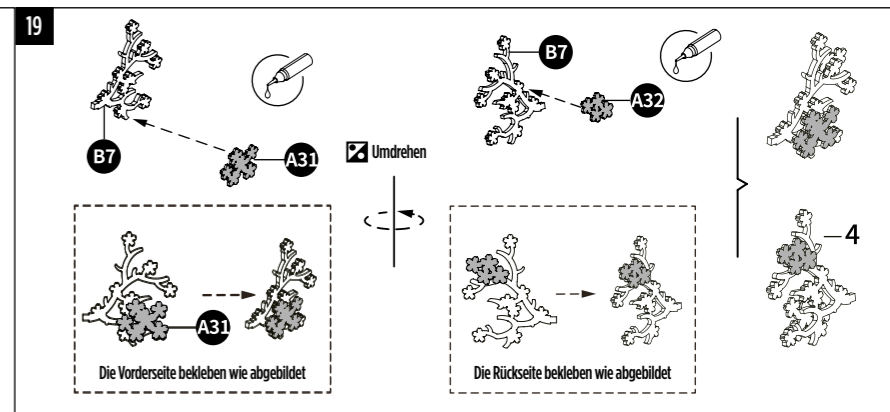 19
B7
B7
A32
A31
Umdrehen
4
A31
Die Vorderseite bekleben wie abgebildet
Die Rückseite bekleben wie abgebildet